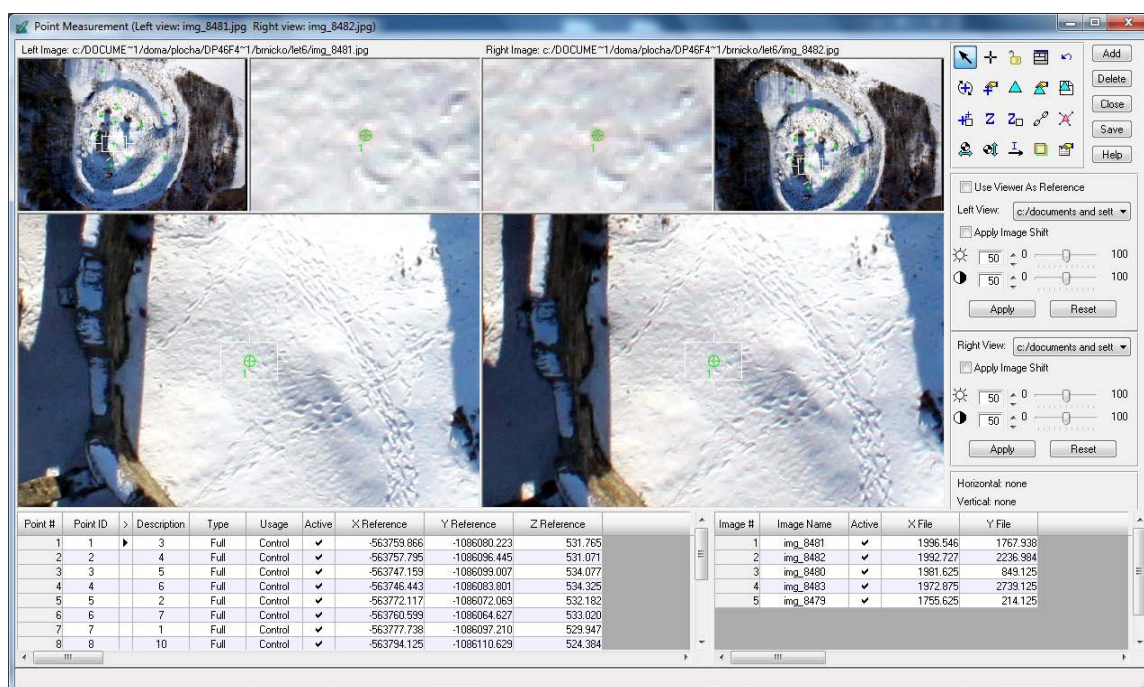 Point Measurement (Left view: img_8481.jpg Right view: img_8482.jpg)
Left Image: c:/DOCUME~1/doma/plocha/DP46F4~1/brnicko/let6/img_8481.jpg
Right Image: c:/DOCUME~1/doma/plocha/DP46F4~1/brnicko/let6/img_8482.jpg
1
1
1
1
Add
Delete
Close
Save
Help
Z Z
I
Use Viewer As Reference
Left View: c:/documents and sett
Apply Image Shift
50 0 100
50 0 100
Apply Reset
Right View: c:/documents and sett
Apply Image Shift
50 0 100
50 0 100
Apply Reset
Horizontal: none
Vertical: none
Point # Point ID > Description Type Usage Active X Reference Y Reference Z Reference
1 1 3 Full Control ✔ -563759.866 -1086080.223 531.765
2 2 4 Full Control ✔ -563757.795 -1086096.445 531.071
3 3 5 Full Control ✔ -563747.159 -1086099.007 534.077
4 4 6 Full Control ✔ -563746.443 -1086083.801 534.325
5 5 2 Full Control ✔ -563772.117 -1086072.069 532.182
6 6 7 Full Control ✔ -563760.599 -1086064.627 533.020
7 7 1 Full Control ✔ -563777.738 -1086097.210 529.947
8 8 10 Full Control ✔ -563794.125 -1086110.629 524.384
Image # Image Name Active X File Y File
1 img_8481 ✔ 1996.546 1767.938
2 img_8482 ✔ 1992.727 2236.984
3 img_8480 ✔ 1981.625 849.125
4 img_8483 ✔ 1972.875 2739.125
5 img_8479 ✔ 1755.625 214.125